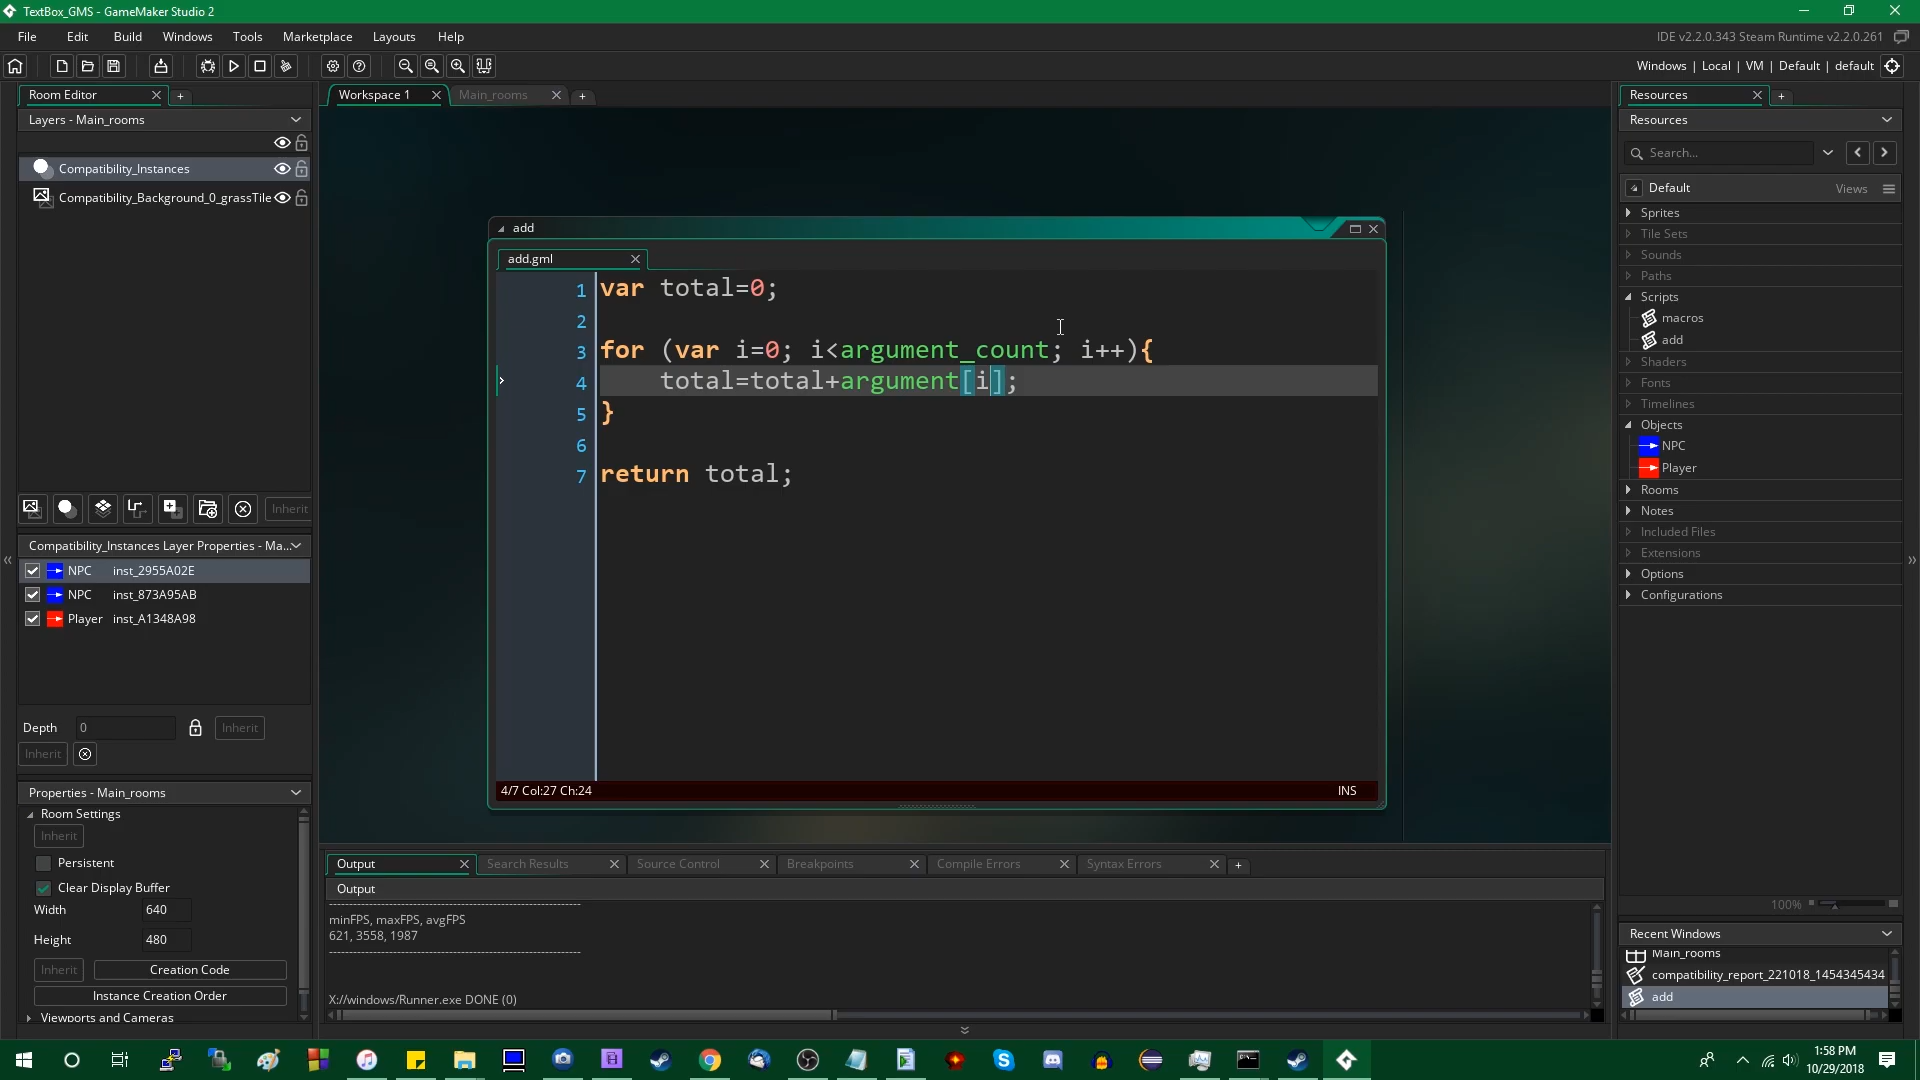 TextBox_GMS - GameMaker Studio 2
File Edit Build Windows Tools Marketplace Layouts Help
IDE v2.2.0.343 Steam Runtime v2.2.0.261
Windows | Local | VM | Default | default
Room Editor
Layers - Main_rooms
Compatibility_Instances
Compatibility_Background_0_grassTile
Inherit
Compatibility_Instances Layer Properties - Ma...
NPC inst_2955A02E
NPC inst_873A95AB
Player inst_A1348A98
Depth 0 Inherit
Inherit
Properties - Main_rooms
Room Settings
Inherit
Persistent
Clear Display Buffer
Width 640
Height 480
Inherit Creation Code
Instance Creation Order
Viewports and Cameras
Workspace 1 Main_rooms
add
add.gml
1 var total=0;
2
3 for (var i=0; i<argument_count; i++){
4 total=total+argument[i];
5 }
6
7 return total;
4/7 Col:27 Ch:24 INS
Output Search Results Source Control Breakpoints Compile Errors Syntax Errors
Output
minFPS, maxFPS, avgFPS
621, 3558, 1987
X://windows/Runner.exe DONE (0)
Resources
Resources
Search...
Default Views
Sprites
Tile Sets
Sounds
Paths
Scripts
macros
add
Shaders
Fonts
Timelines
Objects
NPC
Player
Rooms
Notes
Included Files
Extensions
Options
Configurations
100%
Recent Windows
Main_rooms
compatibility_report_221018_1454345434
add
1:58 PM
10/29/2018